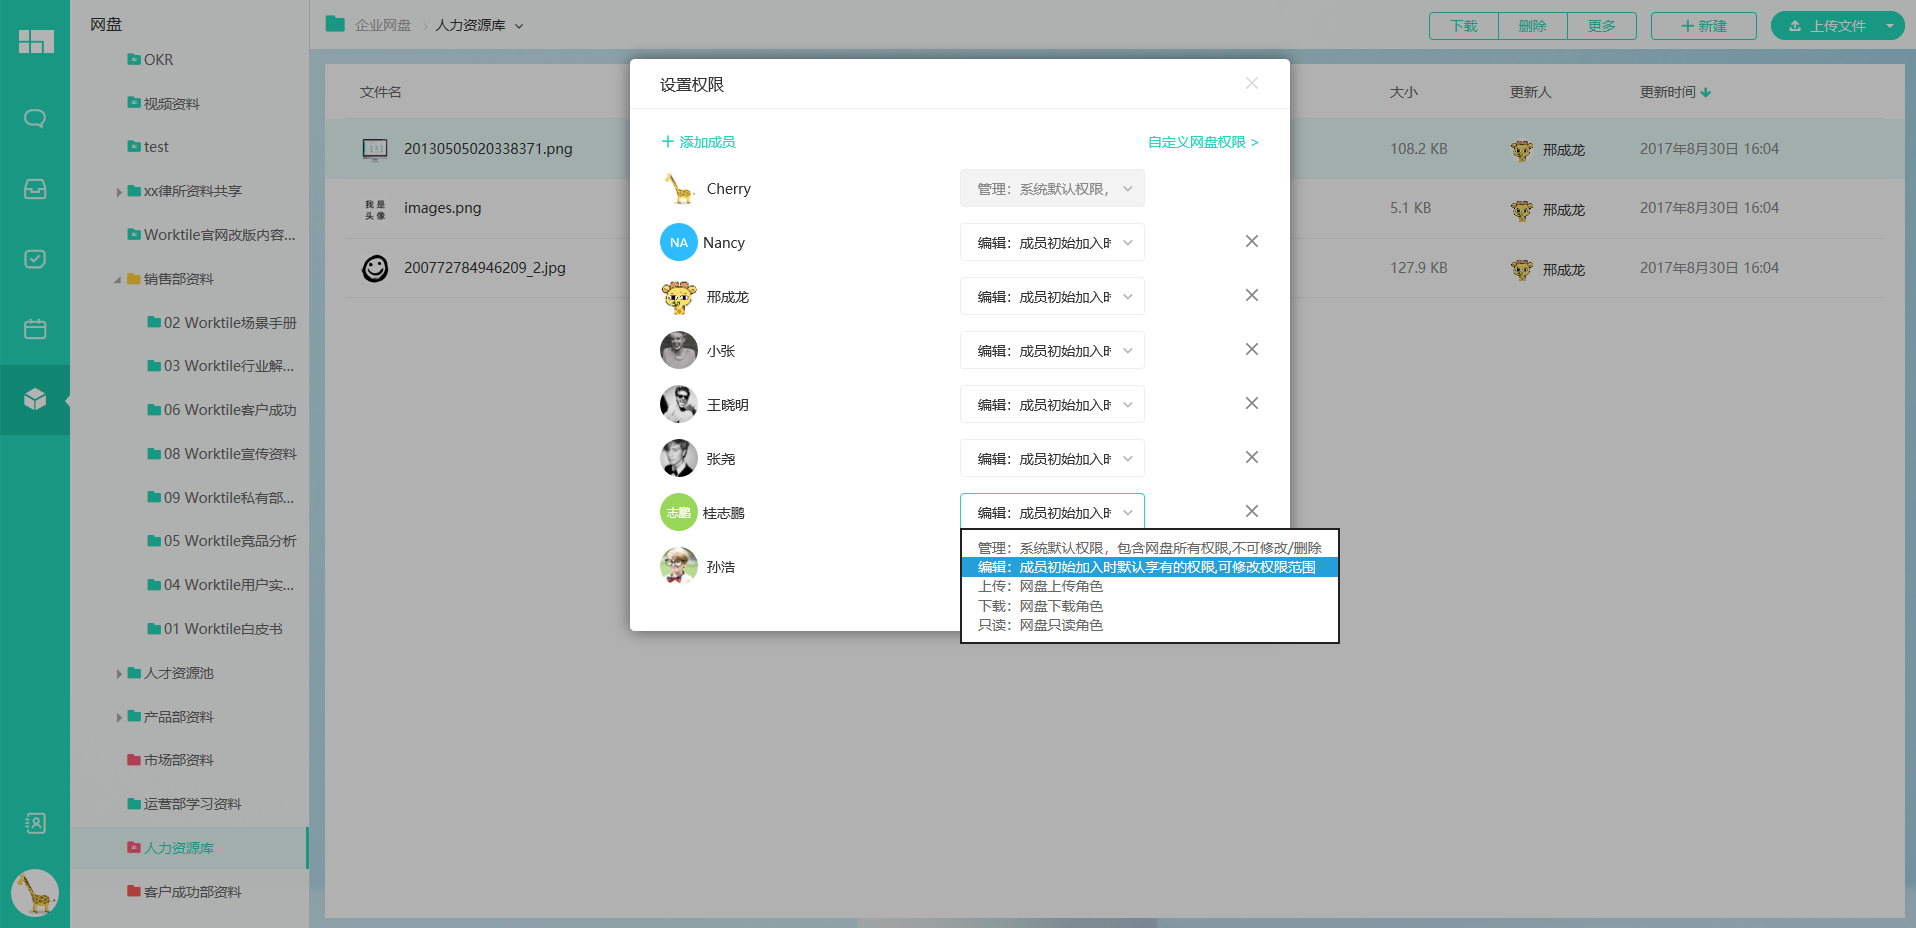 网盘
OKR
视频资料
test
xx律所资料共享
Worktile官网改版内容...
销售部资料
02 Worktile场景手册
03 Worktile行业解...
06 Worktile客户成功
08 Worktile宣传资料
09 Worktile私有部...
05 Worktile竞品分析
04 Worktile用户实...
01 Worktile白皮书
人才资源池
产品部资料
市场部资料
运营部学习资料
人力资源库
客户成功部资料
企业网盘 > 人力资源库
下载 删除 更多 + 新建 上传文件
文件名 大小 更新人 更新时间
20130505020338371.png 108.2 KB 邢成龙 2017年8月30日 16:04
我是
头像
images.png 5.1 KB 邢成龙 2017年8月30日 16:04
200772784946209_2.jpg 127.9 KB 邢成龙 2017年8月30日 16:04
设置权限
+ 添加成员 自定义网盘权限 >
Cherry 管理：系统默认权限，
NA Nancy 编辑：成员初始加入时
邢成龙 编辑：成员初始加入时
小张 编辑：成员初始加入时
王晓明 编辑：成员初始加入时
张尧 编辑：成员初始加入时
志鹏 桂志鹏 编辑：成员初始加入时
孙浩
管理：系统默认权限，包含网盘所有权限,不可修改/删除
编辑：成员初始加入时默认享有的权限,可修改权限范围
上传：网盘上传角色
下载：网盘下载角色
只读：网盘只读角色